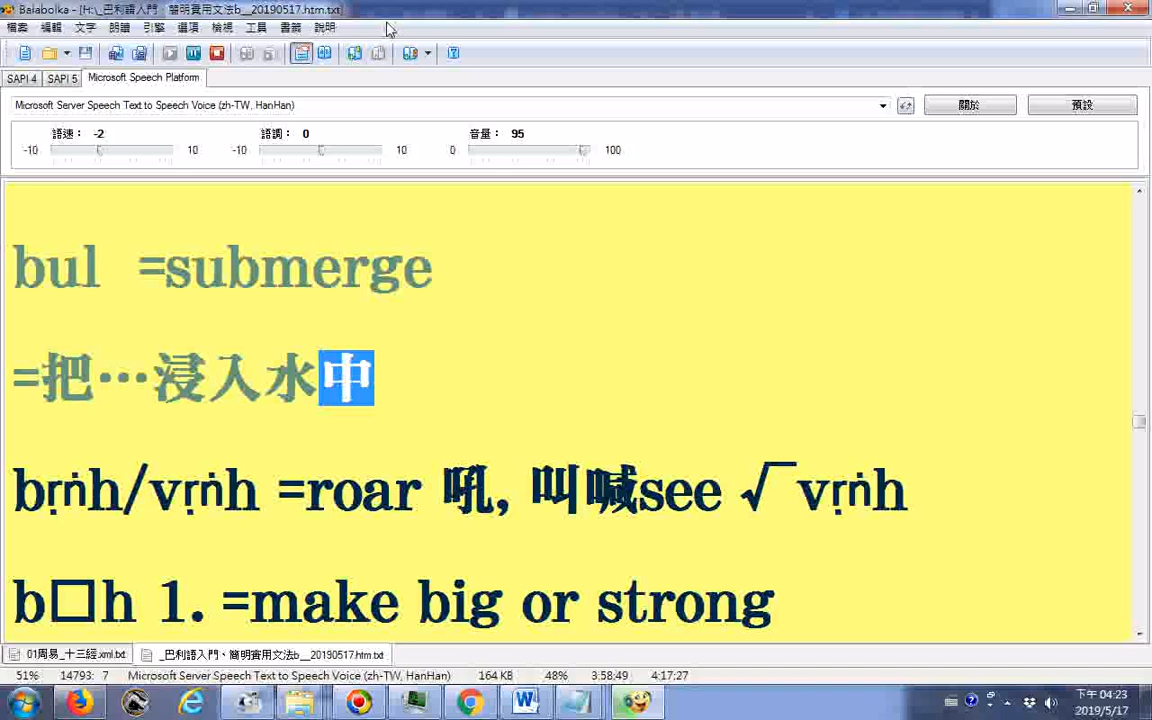 Balabolka - [H:\_巴利語入門、簡明實用文法b__20190517.htm.txt]
檔案 編輯 文字 朗讀 引擎 選項 檢視 工具 書籤 說明
SAPI 4 SAPI 5 Microsoft Speech Platform
Microsoft Server Speech Text to Speech Voice (zh-TW, HanHan) 關於 預設
語速： -2 語調： 0 音量： 95
-10 10 -10 10 0 100
bul =submerge
=把…浸入水中
bṛṅh/vṛṅh =roar 吼, 叫喊see √vṛṅh
b□h 1. =make big or strong
01周易_十三經.xml.txt _巴利語入門、簡明實用文法b__20190517.htm.txt
51% 14793: 7 Microsoft Server Speech Text to Speech Voice (zh-TW, HanHan) 164 KB 48% 3:58:49 4:17:27
下午 04:23
2019/5/17